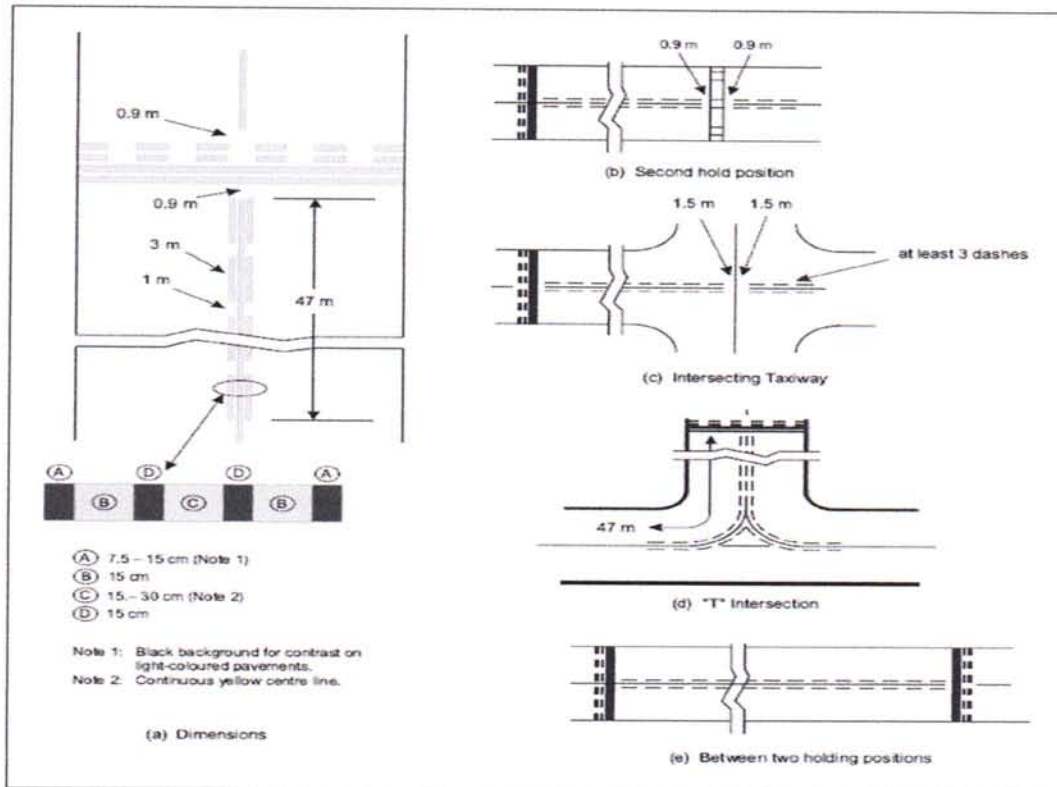 0.9 m
0.9 m
3 m
1 m
47 m
(A) (D) (D) (A)
(B) (C) (B)
(A) 7.5 – 15 cm (Note 1)
(B) 15 cm
(C) 15.– 30 cm (Note 2)
(D) 15 cm
Note 1: Black background for contrast on
light-coloured pavements.
Note 2: Continuous yellow centre line.
(a) Dimensions
0.9 m 0.9 m
(b) Second hold position
1.5 m 1.5 m
at least 3 dashes
(c) Intersecting Taxiway
47 m
(d) "T" Intersection
(e) Between two holding positions